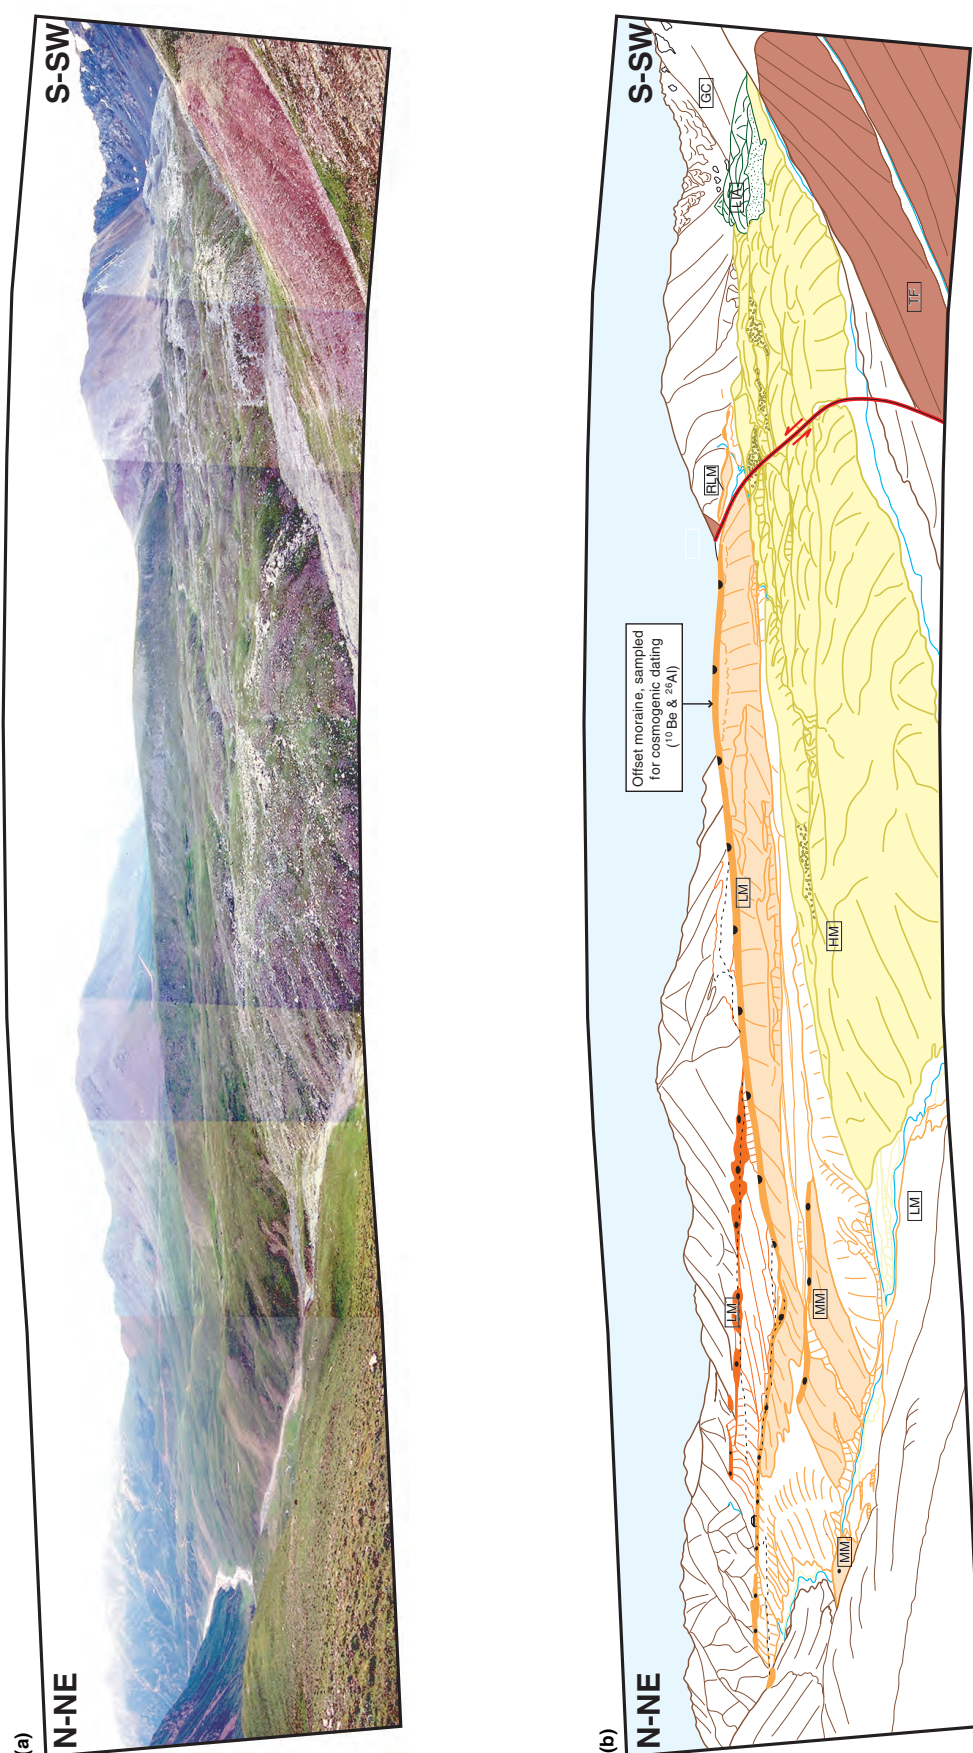 (a)
N-NE
S-SW
(b)
N-NE
S-SW
Offset moraine, sampled
for cosmogenic dating
(¹⁰Be & ²⁶Al)
GC
LIA
TF
RLM
LM
HM
LM
LM
MM
MM